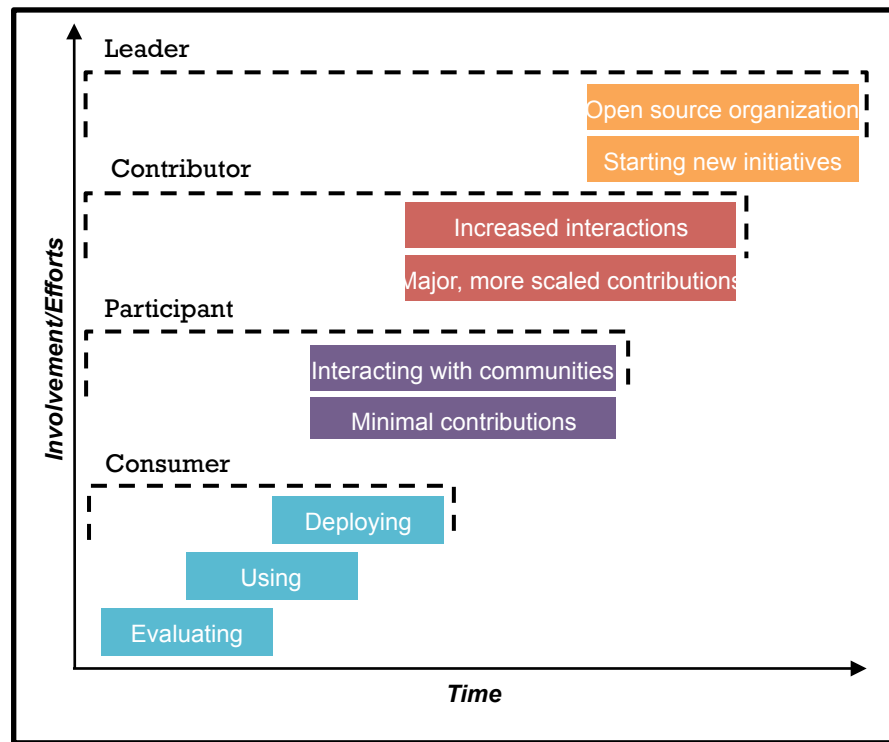 Leader
Open source organization
Starting new initiatives
Contributor
Increased interactions
Major, more scaled contributions
Participant
Interacting with communities
Minimal contributions
Consumer
Deploying
Using
Evaluating
Involvement/Efforts
Time